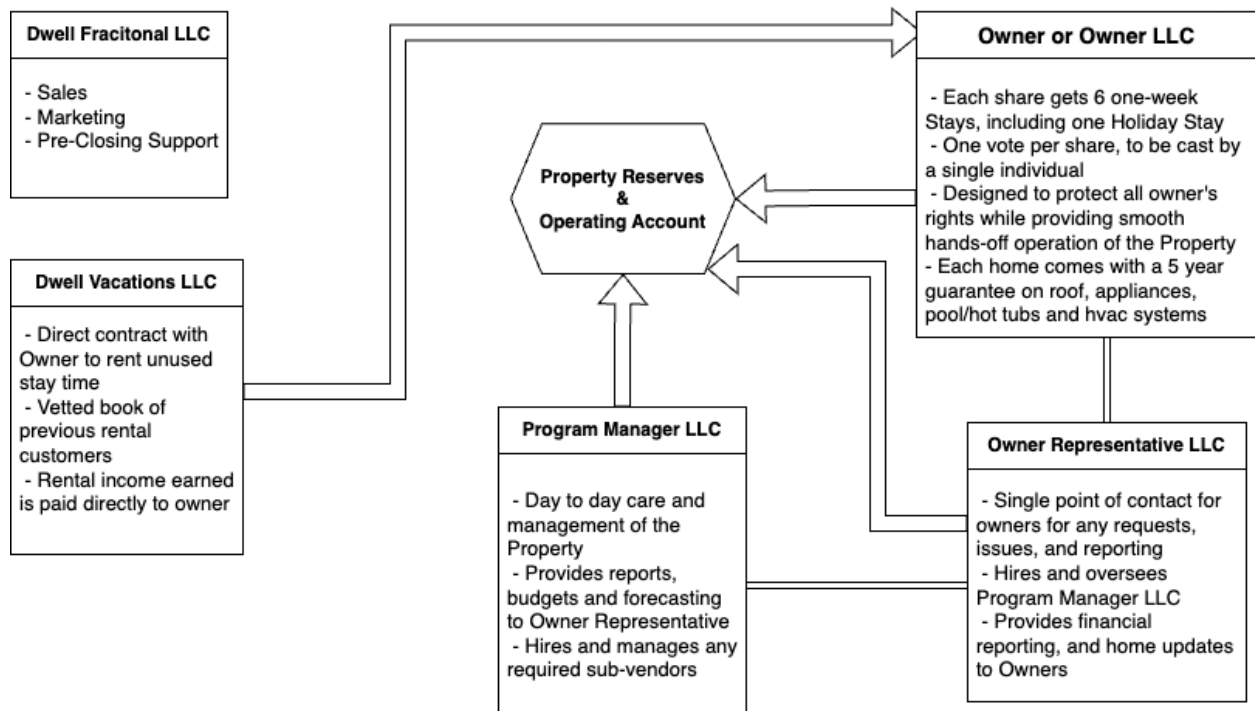 Dwell Fracitonal LLC
- Sales
- Marketing
- Pre-Closing Support
Owner or Owner LLC
- Each share gets 6 one-week
Stays, including one Holiday Stay
- One vote per share, to be cast by
a single individual
- Designed to protect all owner's
rights while providing smooth
hands-off operation of the Property
- Each home comes with a 5 year
guarantee on roof, appliances,
pool/hot tubs and hvac systems
Property Reserves
&
Operating Account
Dwell Vacations LLC
- Direct contract with
Owner to rent unused
stay time
- Vetted book of
previous rental
customers
- Rental income earned
is paid directly to owner
Program Manager LLC
- Day to day care and
management of the
Property
- Provides reports,
budgets and forecasting
to Owner Representative
- Hires and manages any
required sub-vendors
Owner Representative LLC
- Single point of contact for
owners for any requests,
issues, and reporting
- Hires and oversees
Program Manager LLC
- Provides financial
reporting, and home updates
to Owners